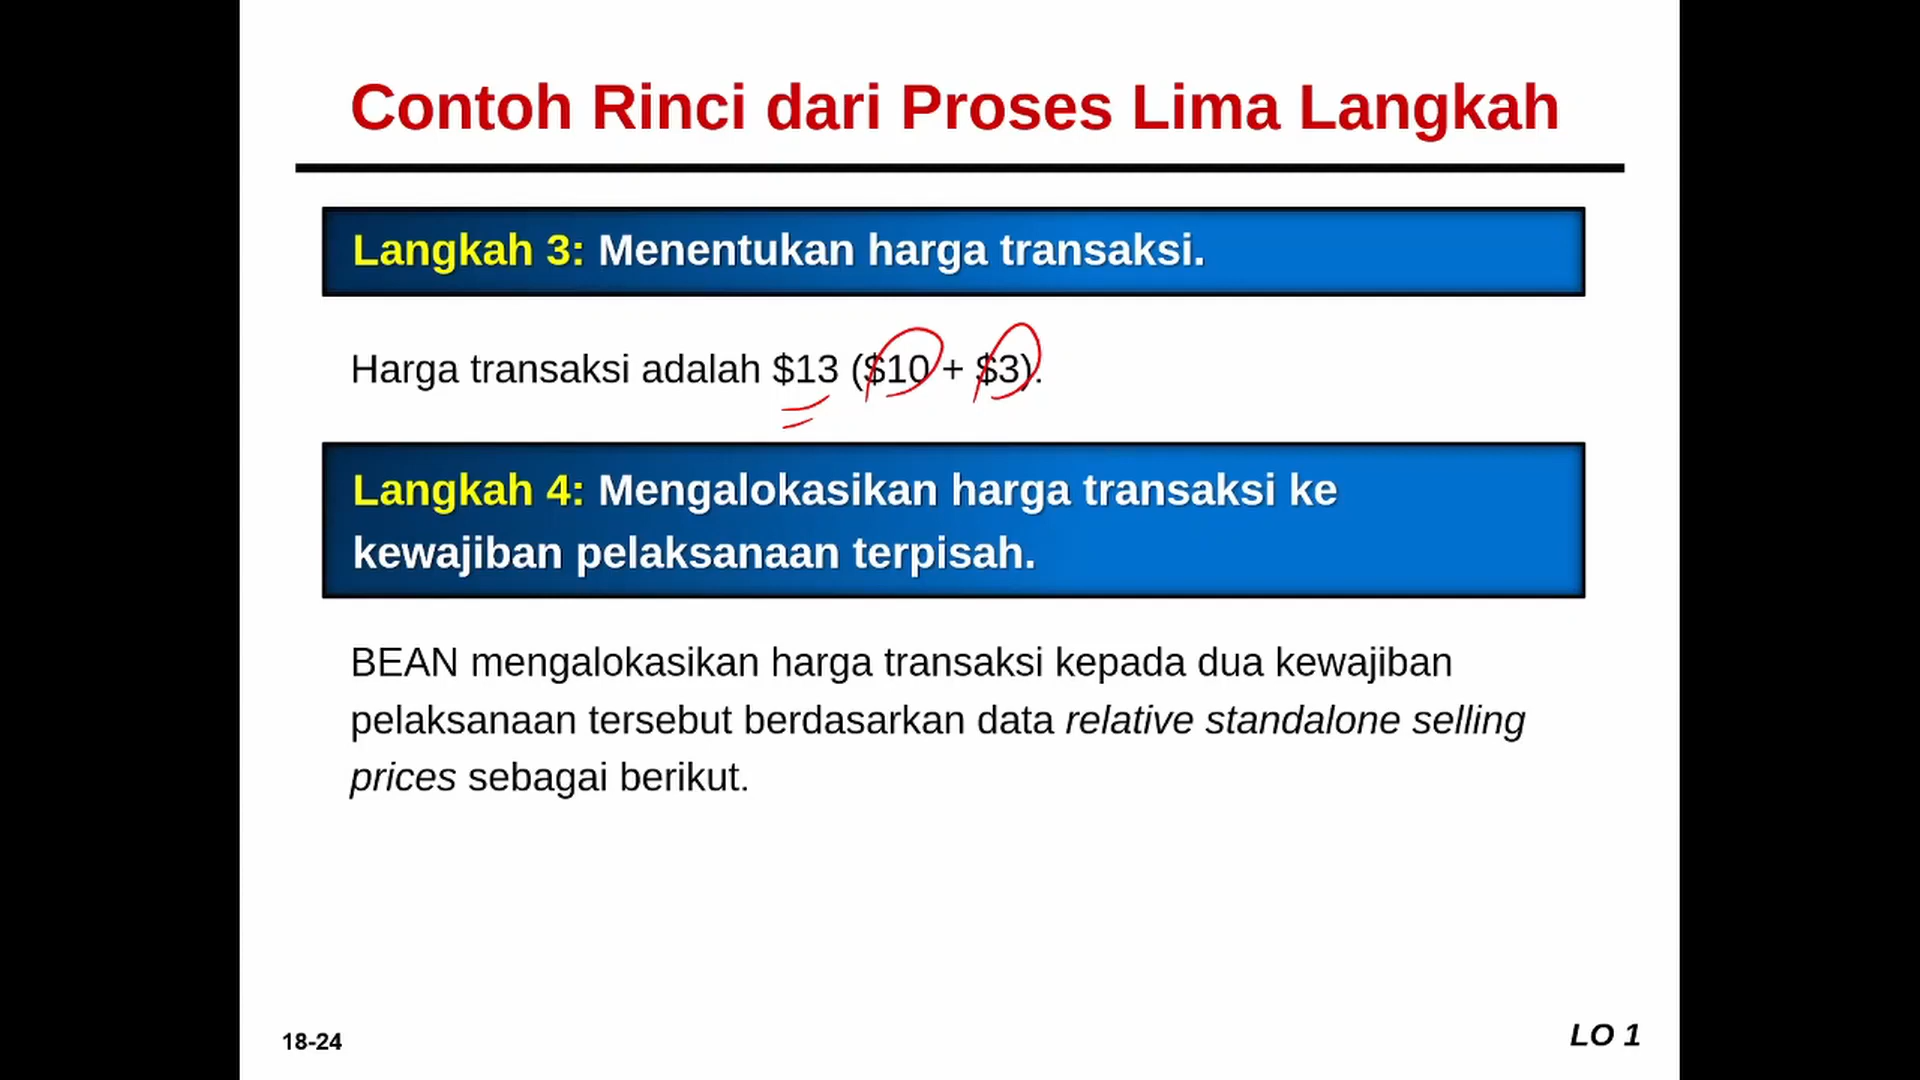 Contoh Rinci dari Proses Lima Langkah
Langkah 3: Menentukan harga transaksi.
Harga transaksi adalah $13 ($10 + $3).
Langkah 4: Mengalokasikan harga transaksi ke
kewajiban pelaksanaan terpisah.
BEAN mengalokasikan harga transaksi kepada dua kewajiban
pelaksanaan tersebut berdasarkan data relative standalone selling
prices sebagai berikut.
18-24
LO 1